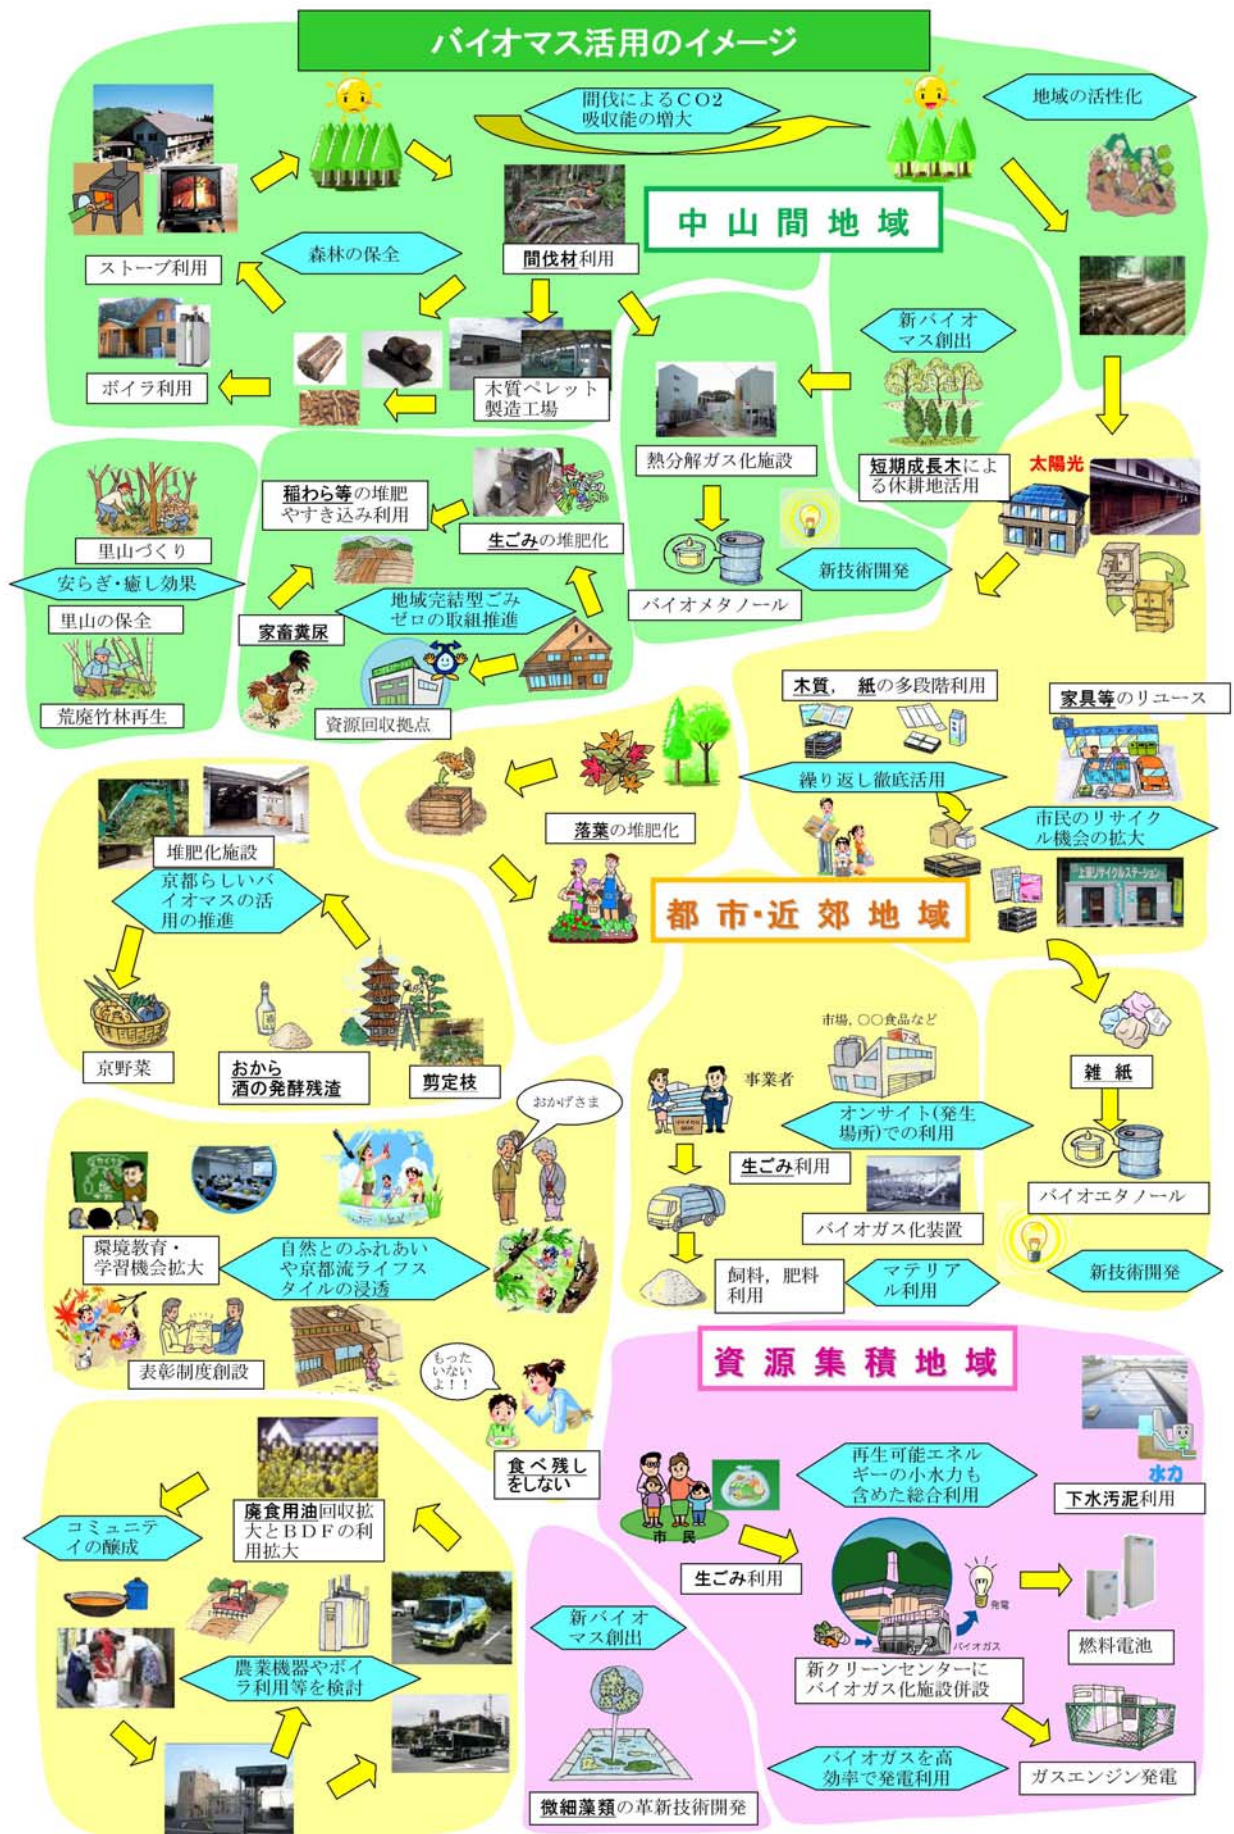 バイオマス活用のイメージ
間伐によるCO2
吸収能の増大
地域の活性化
中山間地域
森林の保全
間伐材利用
ストーブ利用
ボイラ利用
木質ペレット
製造工場
新バイオ
マス創出
熱分解ガス化施設
短期成長木によ
る休耕地活用
太陽光
新技術開発
バイオメタノール
里山づくり
安らぎ・癒し効果
里山の保全
荒廃竹林再生
稲わら等の堆肥
やすき込み利用
生ごみの堆肥化
地域完結型ごみ
ゼロの取組推進
家畜糞尿
資源回収拠点
木質，紙の多段階利用
家具等のリユース
繰り返し徹底活用
市民のリサイク
ル機会の拡大
上京リサイクルステーション
落葉の堆肥化
都市・近郊地域
堆肥化施設
京都らしいバ
イオマスの活
用の推進
京野菜
おから
酒の発酵残渣
剪定枝
市場，○○食品など
事業者
オンサイト(発生
場所)での利用
生ごみ利用
バイオガス化装置
飼料，肥料
利用
マテリア
ル利用
雑紙
バイオエタノール
新技術開発
おかげさま
環境教育・
学習機会拡大
自然とのふれあい
や京都流ライフス
タイルの浸透
表彰制度創設
もった
いない
よ！！
食べ残し
をしない
廃食用油回収拡
大とBDFの利
用拡大
コミュニテ
ィの醸成
農業機器やボイ
ラ利用等を検討
資源集積地域
再生可能エネル
ギーの小水力も
含めた総合利用
水力
下水汚泥利用
市民
生ごみ利用
発電
バイオガス
新クリーンセンターに
バイオガス化施設併設
燃料電池
新バイオ
マス創出
微細藻類の革新技術開発
バイオガスを高
効率で発電利用
ガスエンジン発電